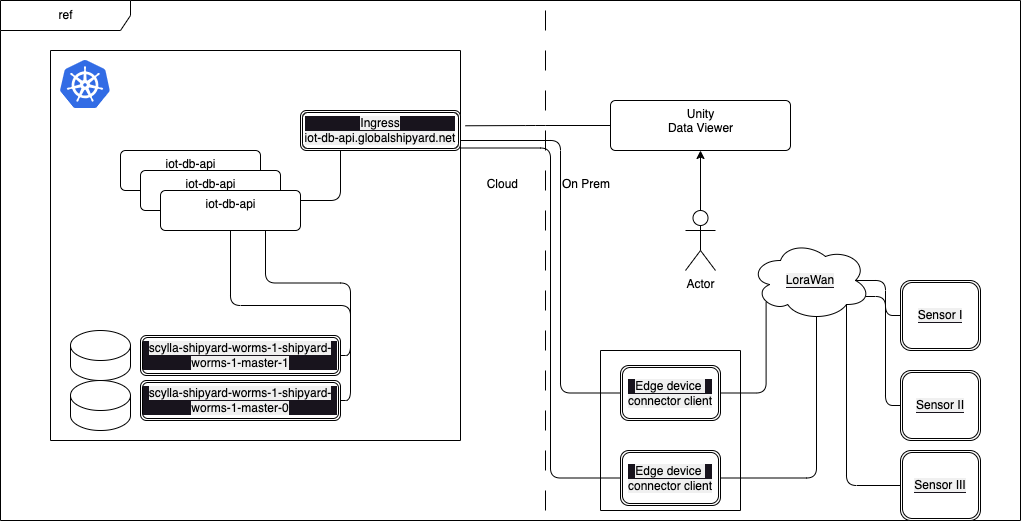 ref
Ingress
iot-db-api.globalshipyard.net
Unity
Data Viewer
iot-db-api
iot-db-api
iot-db-api
Cloud
On Prem
Actor
LoraWan
Sensor I
scylla-shipyard-worms-1-shipyard-
worms-1-master-1
scylla-shipyard-worms-1-shipyard-
worms-1-master-0
Edge device
connector client
Sensor II
Edge device
connector client
Sensor III